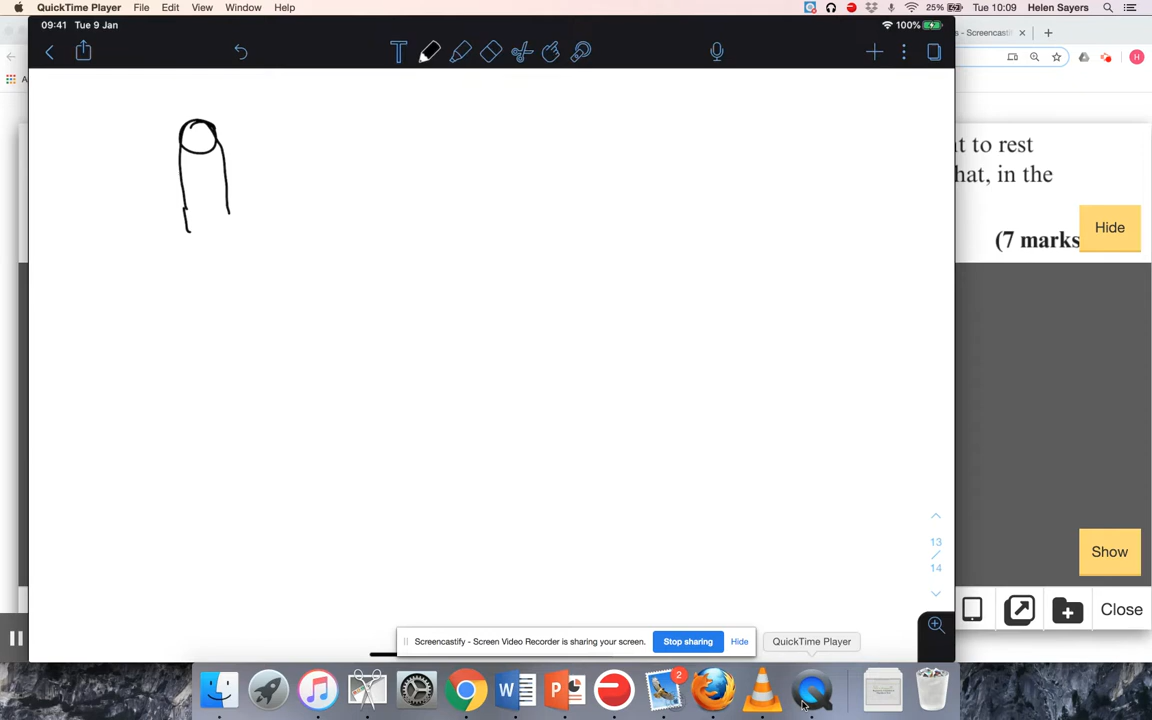 QuickTime Player File Edit View Window Help 25% Tue 10:09 Helen Sayers
09:41 Tue 9 Jan 100%
s - Screencasti
H
T
t to rest
hat, in the
(7 marks
Hide
13
/
14
Show
Close
Screencastify - Screen Video Recorder is sharing your screen. Stop sharing Hide
QuickTime Player
2